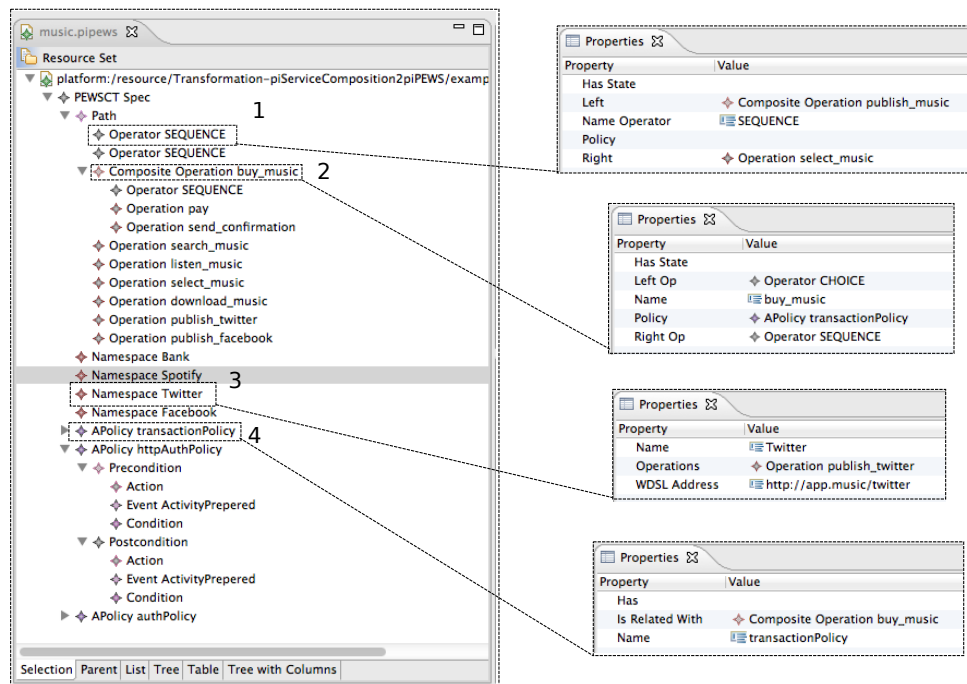 music.pipews
Resource Set
platform:/resource/Transformation-piServiceComposition2piPEWS/examp
PEWSCT Spec
Path
1
Operator SEQUENCE
Operator SEQUENCE
Composite Operation buy_music
2
Operator SEQUENCE
Operation pay
Operation send_confirmation
Operation search_music
Operation listen_music
Operation select_music
Operation download_music
Operation publish_twitter
Operation publish_facebook
Namespace Bank
Namespace Spotify
3
Namespace Twitter
Namespace Facebook
APolicy transactionPolicy
4
APolicy httpAuthPolicy
Precondition
Action
Event ActivityPrepered
Condition
Postcondition
Action
Event ActivityPrepered
Condition
APolicy authPolicy
Selection Parent List Tree Table Tree with Columns
Properties
Property Value
Has State
Left Composite Operation publish_music
Name Operator SEQUENCE
Policy
Right Operation select_music
Properties
Property Value
Has State
Left Op Operator CHOICE
Name buy_music
Policy APolicy transactionPolicy
Right Op Operator SEQUENCE
Properties
Property Value
Name Twitter
Operations Operation publish_twitter
WDSL Address http://app.music/twitter
Properties
Property Value
Has
Is Related With Composite Operation buy_music
Name transactionPolicy